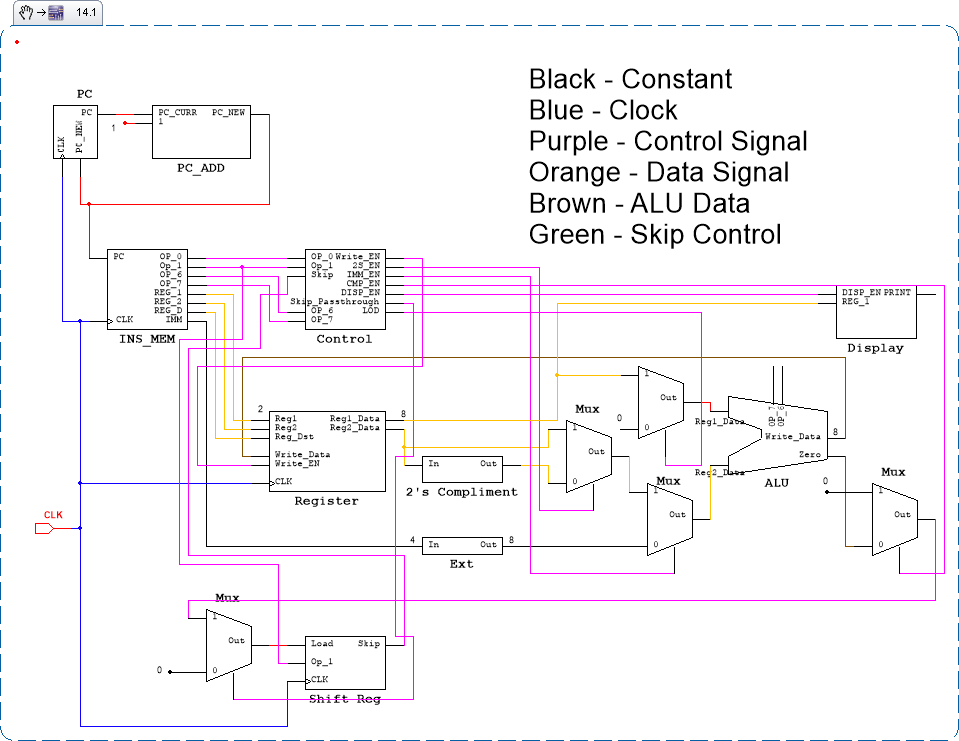 14.1
Black - Constant
Blue - Clock
Purple - Control Signal
Orange - Data Signal
Brown - ALU Data
Green - Skip Control
PC
PC
CLK
PC_NEW
1
PC_CURR PC_NEW
1
PC_ADD
PC
OP_0
Op_1
OP_6
OP_7
REG_1
REG_2
REG_D
CLK
IMM
INS_MEM
OP_0 Write_EN
Op_1 2S_EN
Skip IMM_EN
CMP_EN
DISP_EN
Skip_Passthrough
OP_6 LOD
OP_7
Control
DISP_EN PRINT
REG_1
Display
2
Reg1 Reg1_Data
Reg2 Reg2_Data
Reg_Dst
Write_Data
Write_EN
CLK
8
Register
In Out
2's Compliment
4
In Out
8
Ext
Mux
1
Out
0
0
1
Out
0
Mux
1
Out
0
Reg1_Data
Reg2_Data
OP_7
OP_6
Write_Data
8
Zero
ALU
0
Mux
1
Out
0
CLK
Mux
1
Out
0
0
Load Skip
Op_1
CLK
Shift Reg